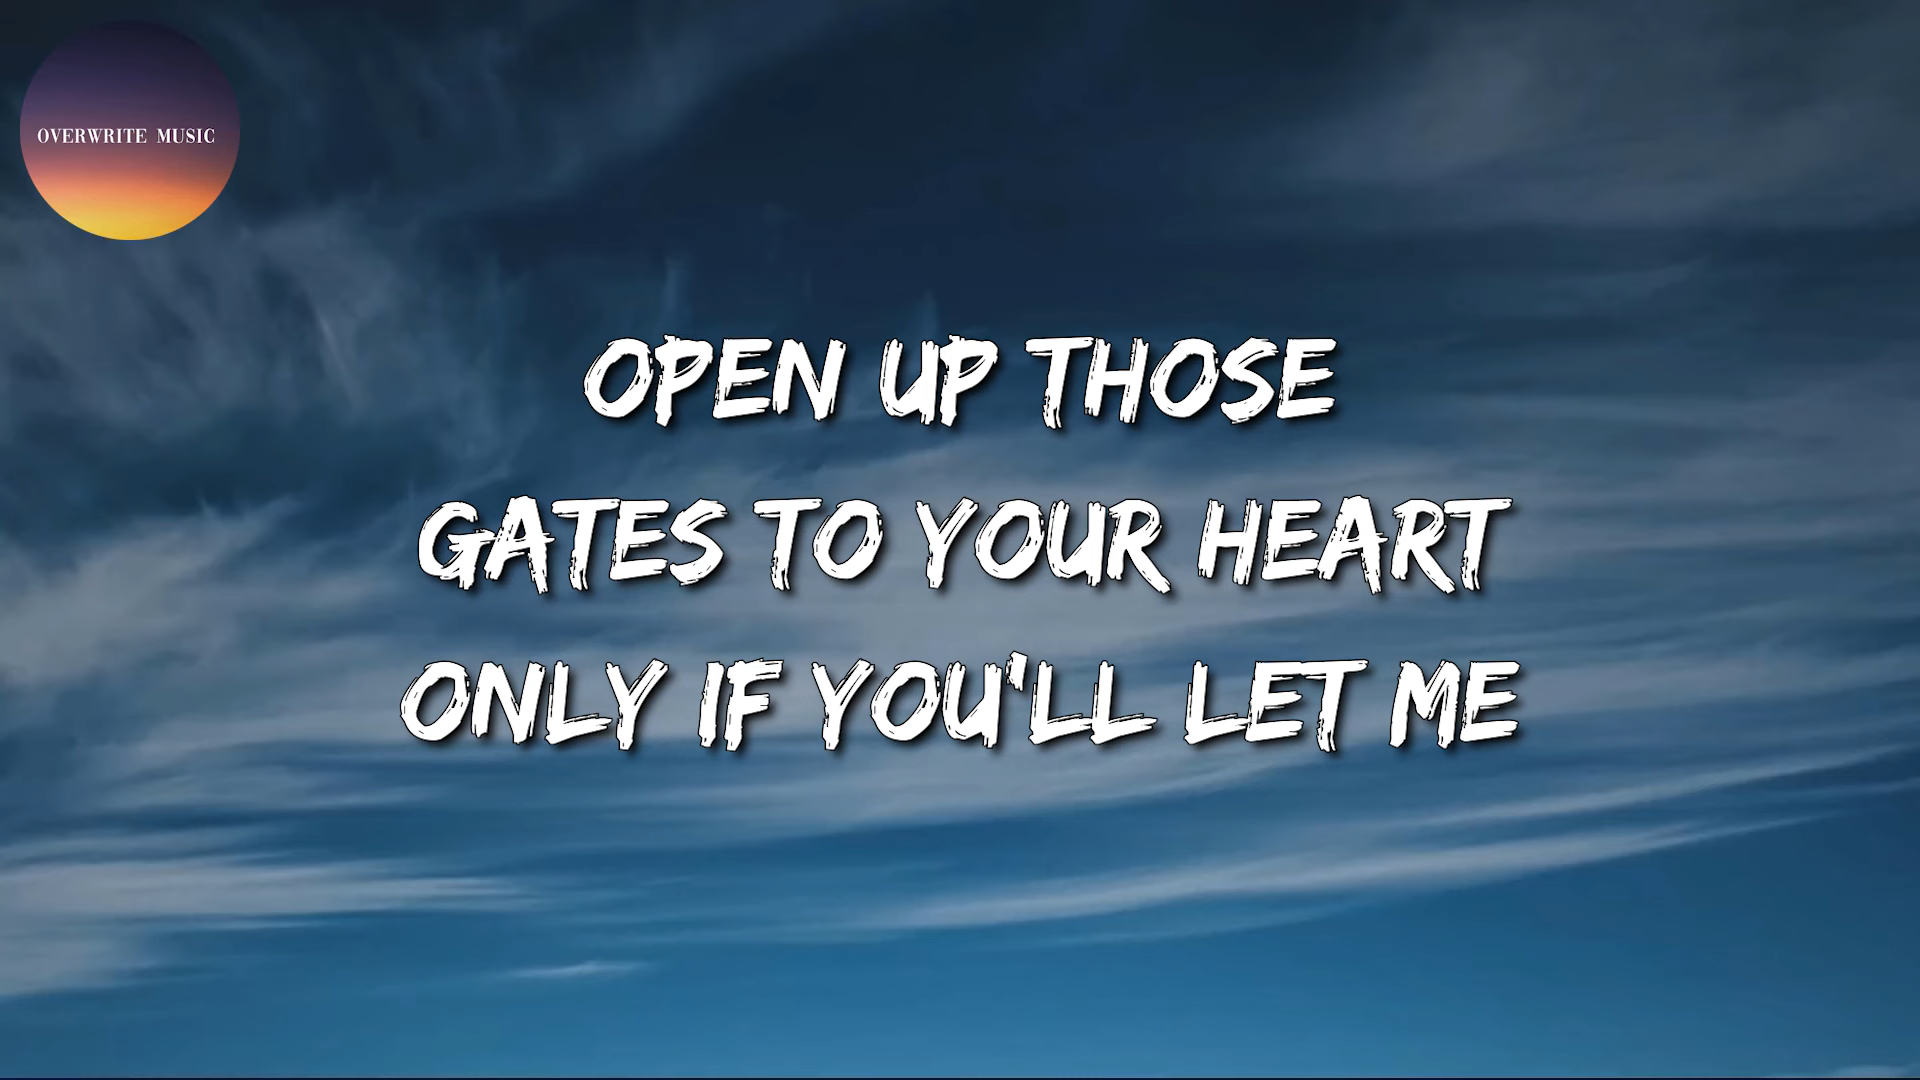 OVERWRITE MUSIC
OPEN UP THOSE
GATES TO YOUR HEART
ONLY IF YOU'LL LET ME